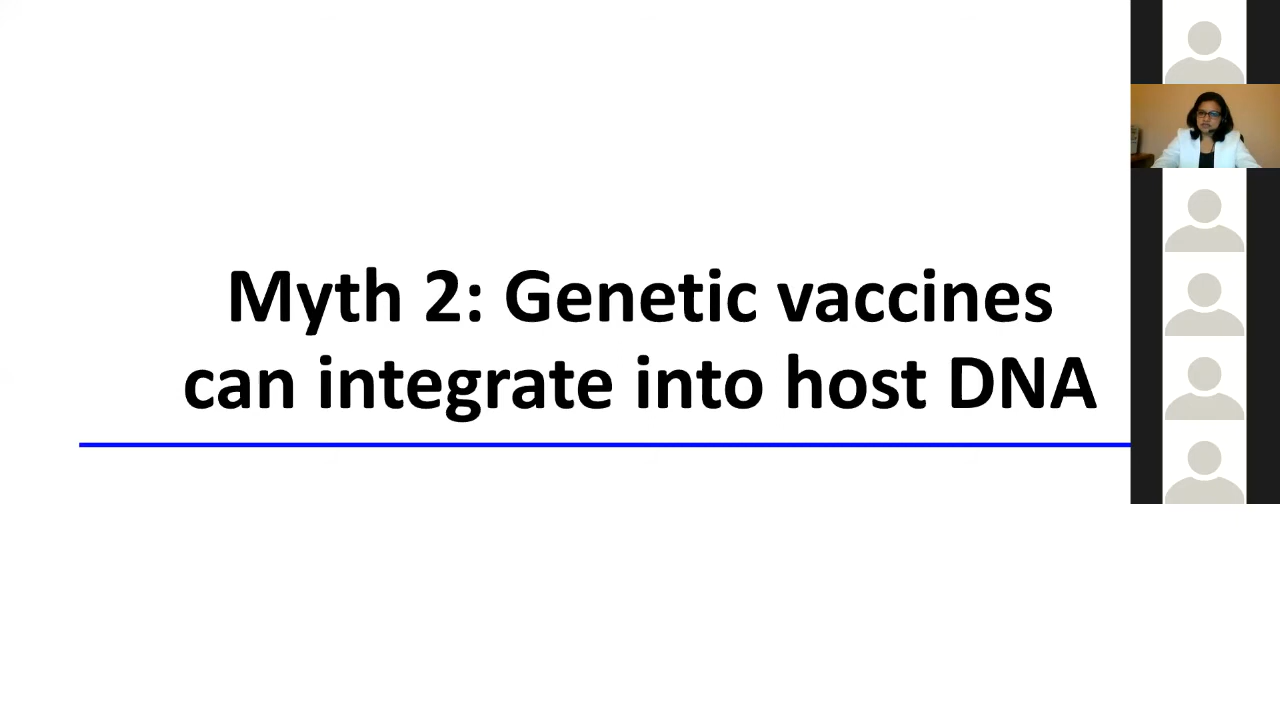 Myth 2: Genetic vaccines
can integrate into host DNA